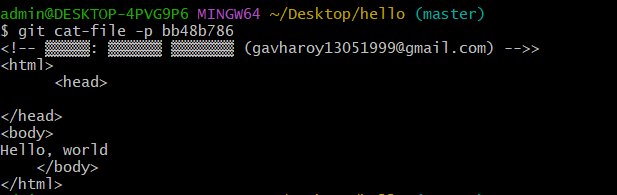 admin@DESKTOP-4PVG9P6 MINGW64 ~/Desktop/hello (master)
$ git cat-file -p bb48b786
<!-- ▒▒▒▒▒: ▒▒▒▒▒▒ ▒▒▒▒▒▒▒ (gavharoy13051999@gmail.com) -->>
<html>
      <head>

</head>
<body>
Hello, world
    </body>
</html>